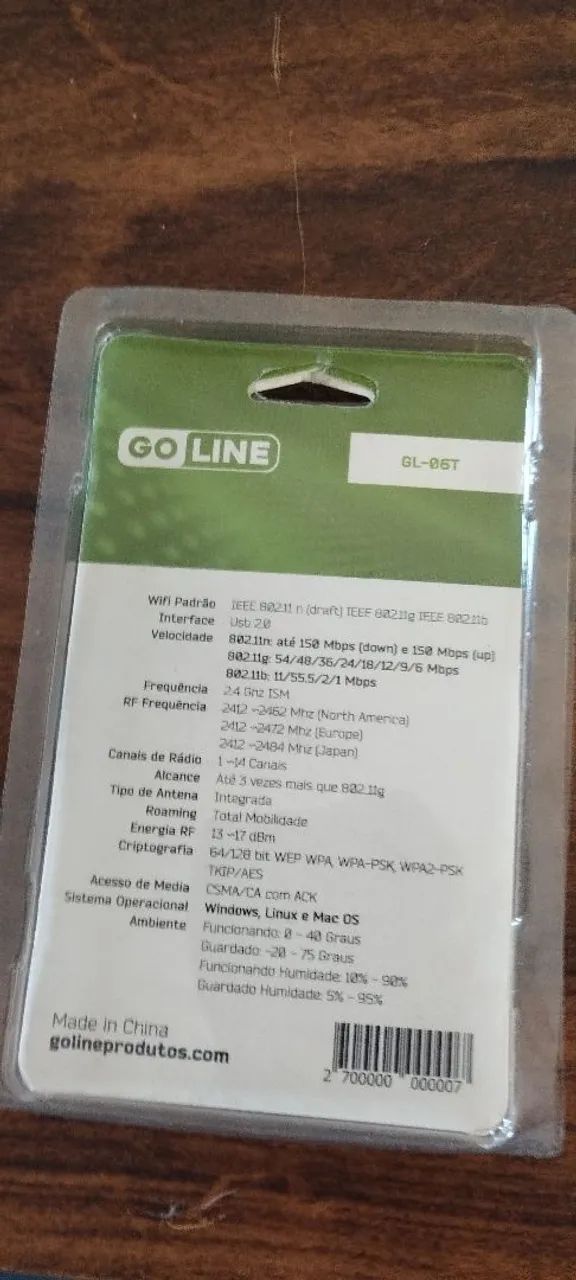 GO LINE
GL-06T
Wifi Padrão IEEE 802.11 n (draft) IEEE 802.11g IEEE 802.11b
Interface Usb 2.0
Velocidade 802.11n: até 150 Mbps (down) e 150 Mbps (up)
802.11g: 54/48/36/24/18/12/9/6 Mbps
802.11b: 11/55.5/2/1 Mbps
Frequência 2.4 Ghz ISM
RF Frequência 2412 ~2462 Mhz (North America)
2412 ~2472 Mhz (Europe)
2412 ~2484 Mhz (Japan)
Canais de Rádio 1 ~14 Canais
Alcance Até 3 vezes mais que 802.11g
Tipo de Antena Integrada
Roaming Total Mobilidade
Energia RF 13 ~17 dBm
Criptografia 64/128 bit WEP WPA, WPA-PSK, WPA2-PSK
TKIP/AES
Acesso de Media CSMA/CA com ACK
Sistema Operacional Windows, Linux e Mac OS
Ambiente Funcionando: 0 - 40 Graus
Guardado: -20 - 75 Graus
Funcionando Humidade: 10% - 90%
Guardado Humidade: 5% - 95%
Made in China
golineprodutos.com
2 700000 000007